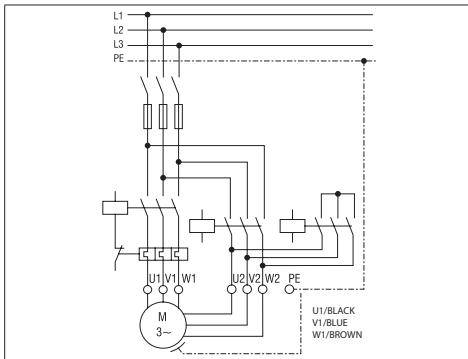 L1
L2
L3
PE
U1 V1 W1 U2 V2 W2 PE
M
3~
U1/BLACK
V1/BLUE
W1/BROWN